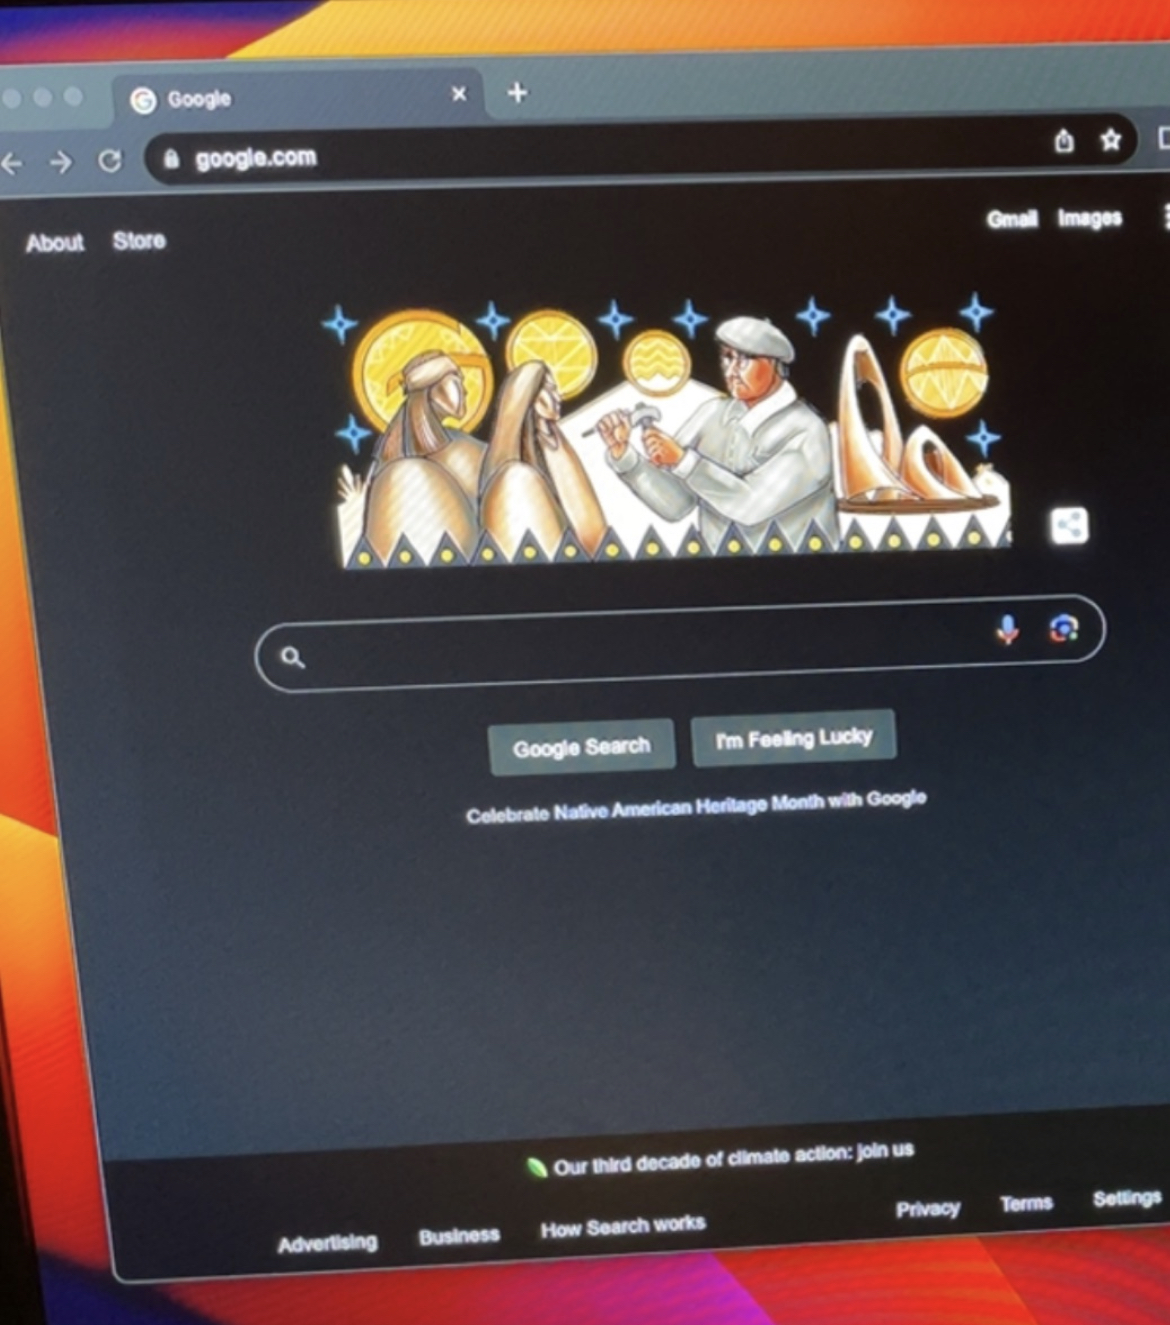 Google
google.com
About Store
Gmail Images
Google Search I'm Feeling Lucky
Celebrate Native American Heritage Month with Google
Our third decade of climate action: join us
Advertising Business How Search works
Privacy Terms Settings